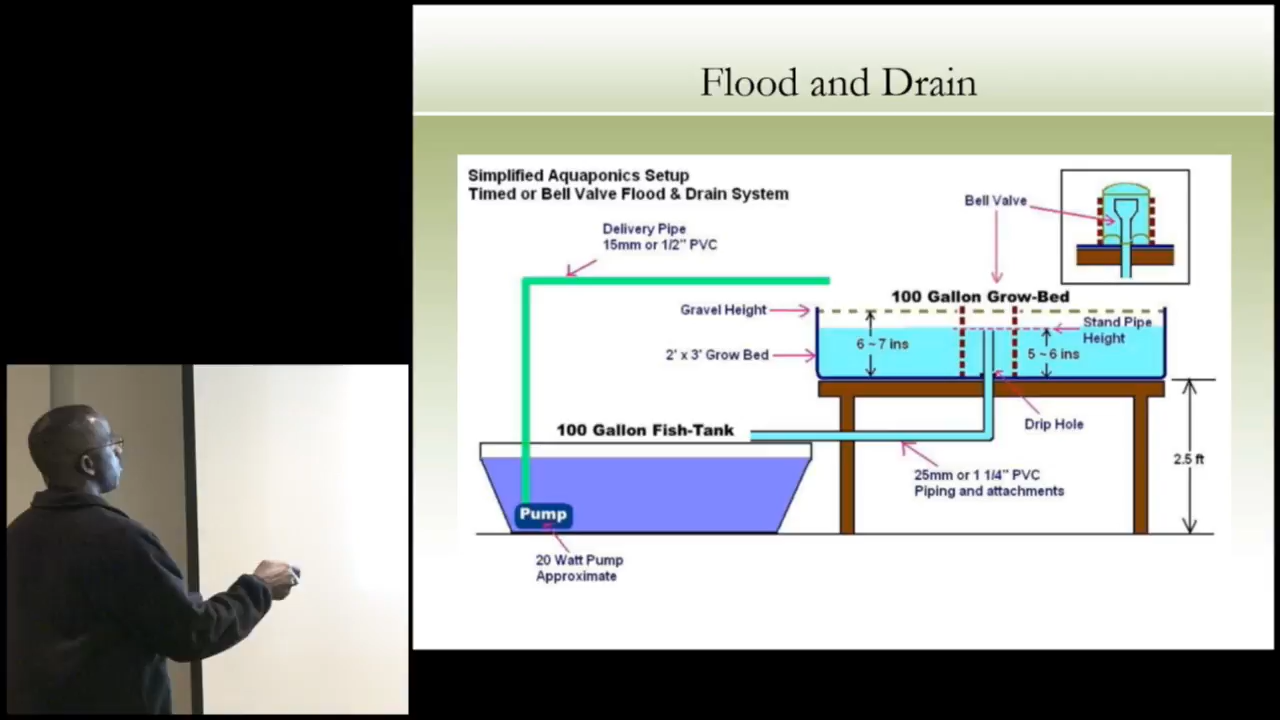 Flood and Drain
Simplified Aquaponics Setup
Timed or Bell Valve Flood & Drain System
Delivery Pipe
15mm or 1/2" PVC
Bell Valve
100 Gallon Grow-Bed
Gravel Height
Stand Pipe
Height
6 ~ 7 ins
5 ~ 6 ins
2' x 3' Grow Bed
Drip Hole
100 Gallon Fish-Tank
2.5 ft
25mm or 1 1/4" PVC
Piping and attachments
Pump
20 Watt Pump
Approximate